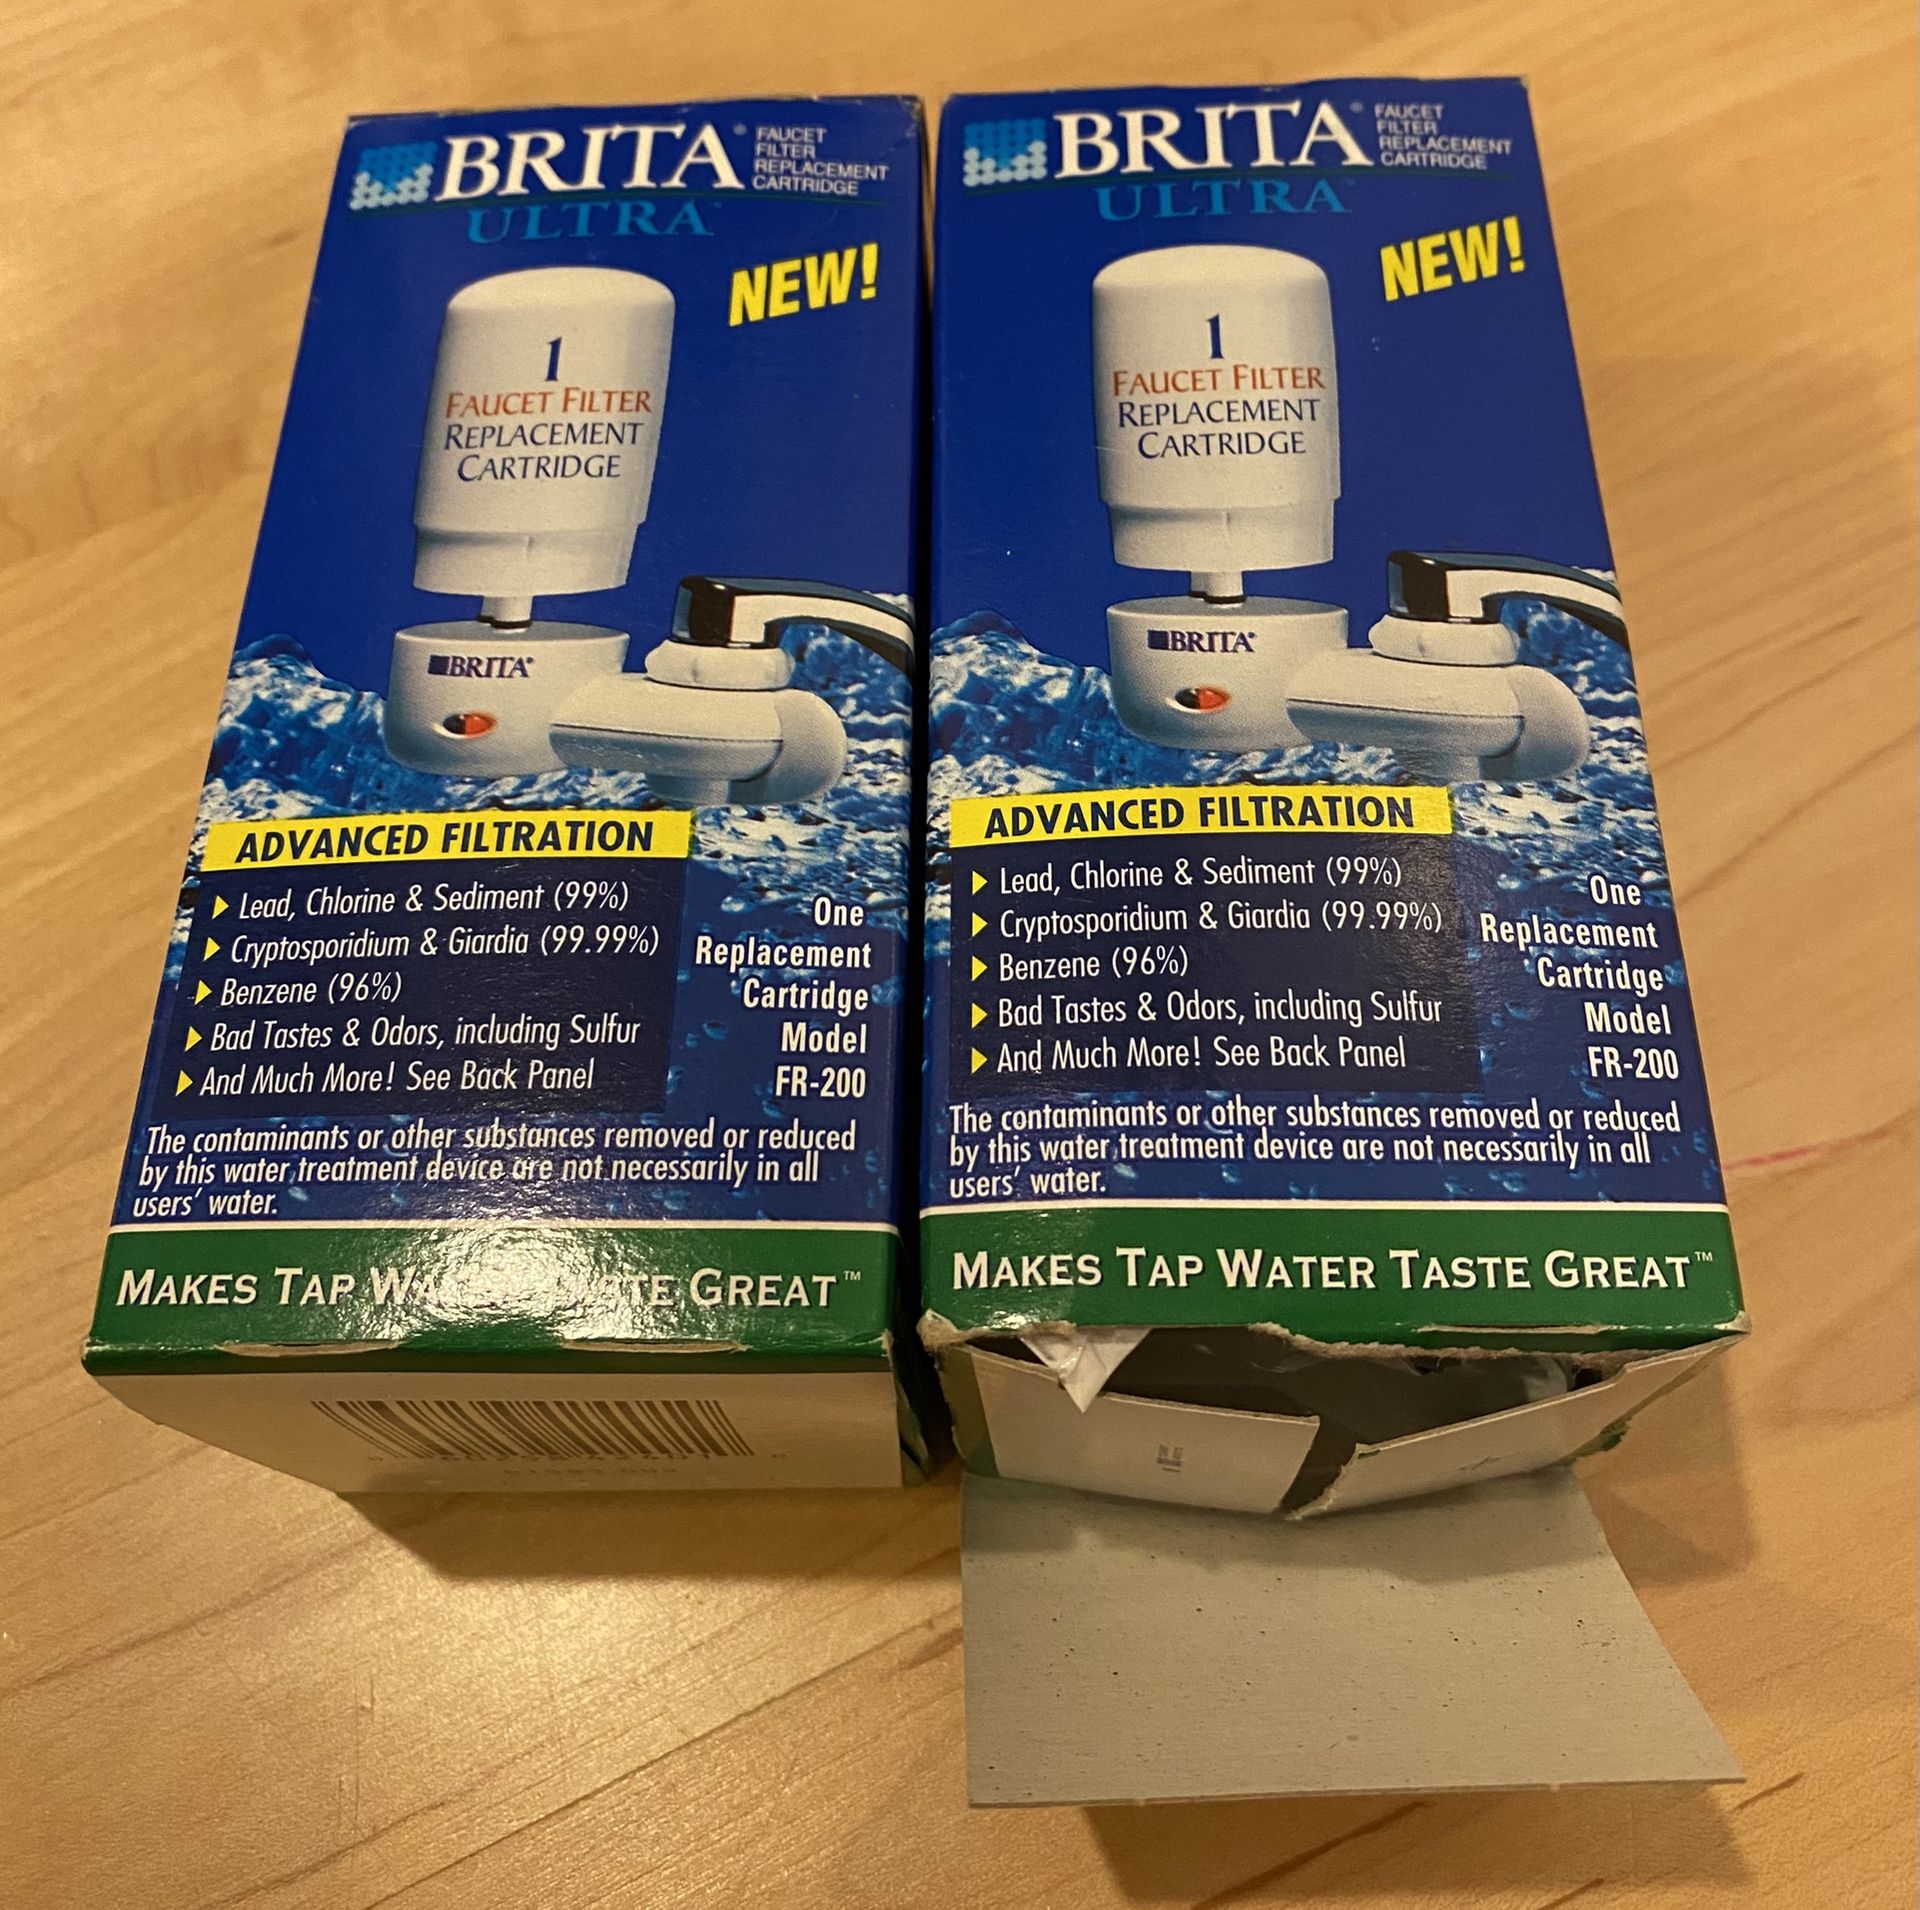 BRITA®
FAUCET
FILTER
REPLACEMENT
CARTRIDGE
ULTRA™
NEW!
1
FAUCET FILTER
REPLACEMENT
CARTRIDGE
BRITA®
ADVANCED FILTRATION
Lead, Chlorine & Sediment (99%)
Cryptosporidium & Giardia (99.99%)
Benzene (96%)
Bad Tastes & Odors, including Sulfur
And Much More! See Back Panel
One
Replacement
Cartridge
Model
FR-200
The contaminants or other substances removed or reduced
by this water treatment device are not necessarily in all
users' water.
MAKES TAP WATER TASTE GREAT™
BRITA®
FAUCET
FILTER
REPLACEMENT
CARTRIDGE
ULTRA™
NEW!
1
FAUCET FILTER
REPLACEMENT
CARTRIDGE
BRITA®
ADVANCED FILTRATION
Lead, Chlorine & Sediment (99%)
Cryptosporidium & Giardia (99.99%)
Benzene (96%)
Bad Tastes & Odors, including Sulfur
And Much More! See Back Panel
One
Replacement
Cartridge
Model
FR-200
The contaminants or other substances removed or reduced
by this water treatment device are not necessarily in all
users' water.
MAKES TAP WATER TASTE GREAT™